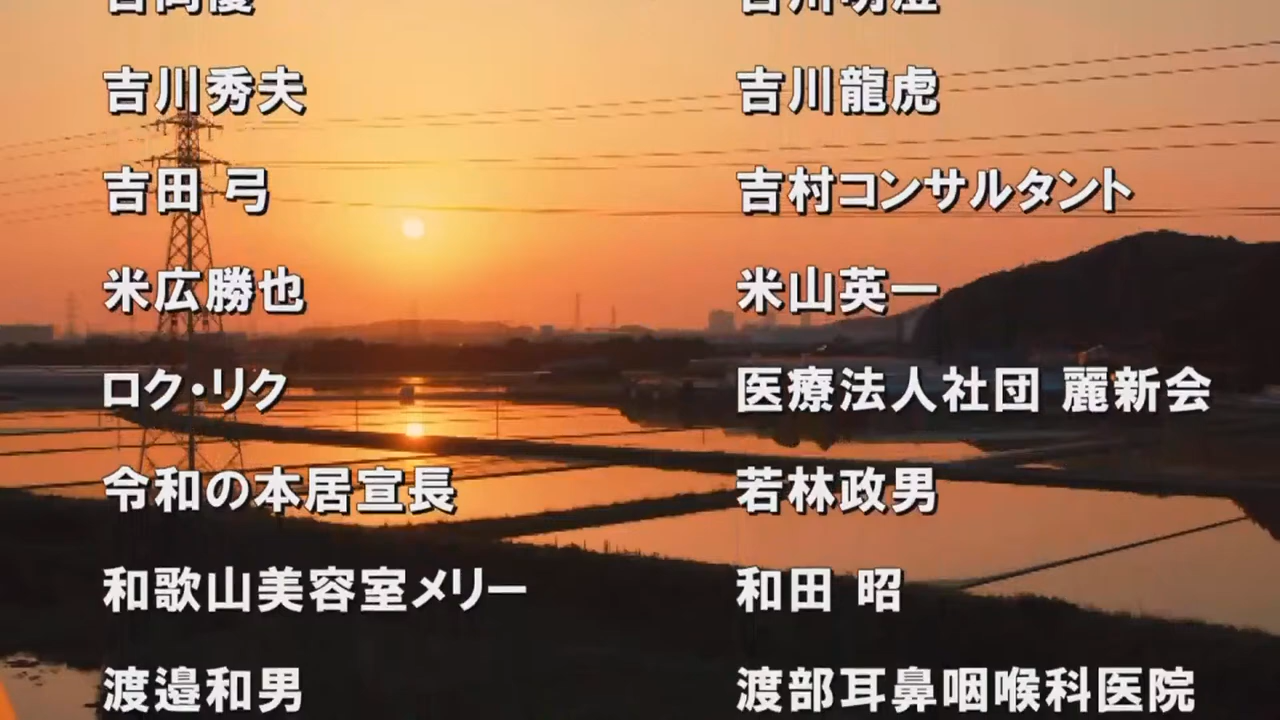 吉川秀夫 吉川龍虎
吉田 弓 吉村コンサルタント
米広勝也 米山英一
ロク・リク 医療法人社団 麗新会
令和の本居宣長 若林政男
和歌山美容室メリー 和田 昭
渡邉和男 渡部耳鼻咽喉科医院